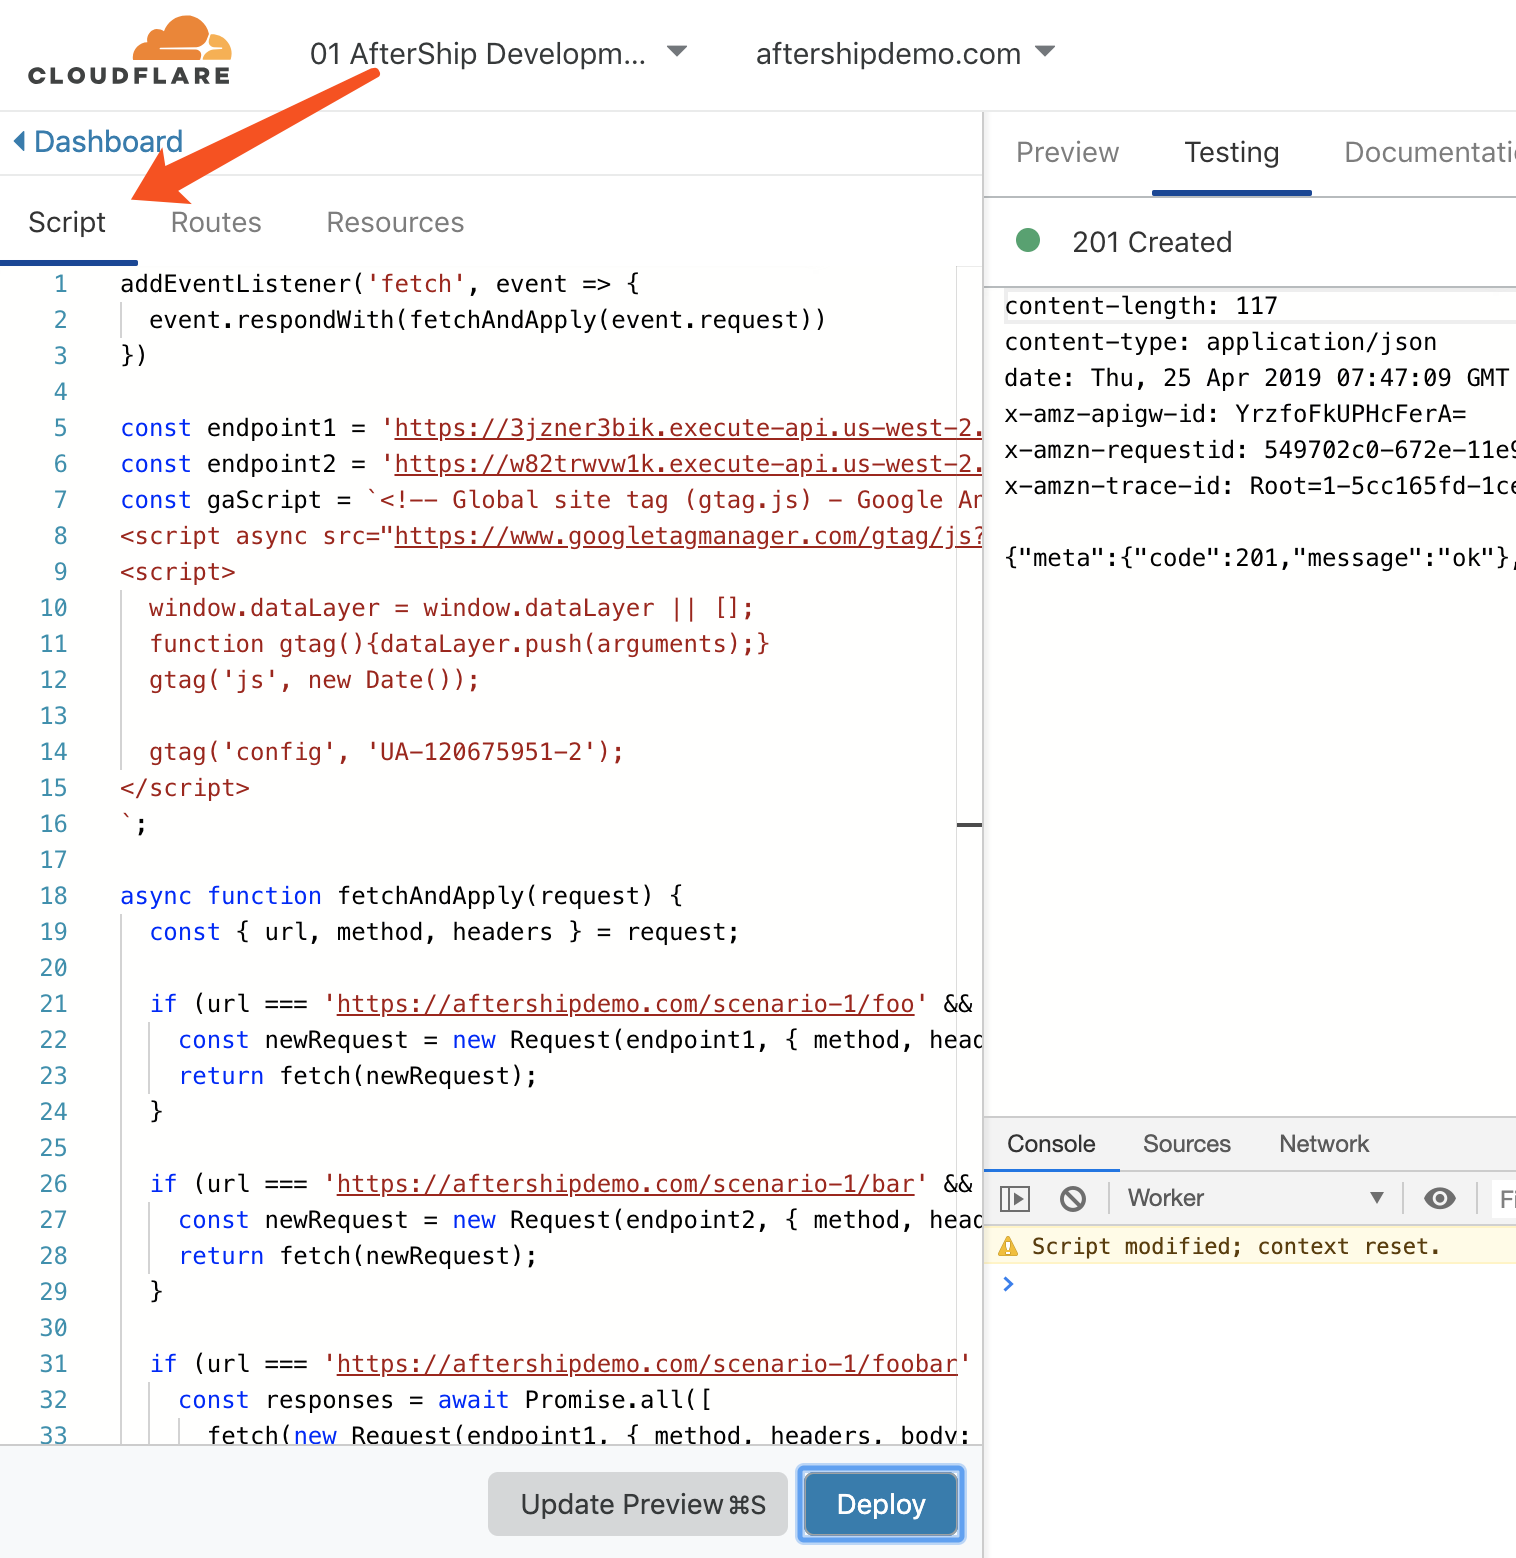 CLOUDFLARE
01 AfterShip Developm...
aftershipdemo.com
Dashboard
Script Routes Resources
1 addEventListener('fetch', event => {
2 event.respondWith(fetchAndApply(event.request))
3 })
4
5 const endpoint1 = 'https://3jzner3bik.execute-api.us-west-2.
6 const endpoint2 = 'https://w82trwvw1k.execute-api.us-west-2.
7 const gaScript = `<!-- Global site tag (gtag.js) - Google An
8 <script async src="https://www.googletagmanager.com/gtag/js?
9 <script>
10 window.dataLayer = window.dataLayer || [];
11 function gtag(){dataLayer.push(arguments);}
12 gtag('js', new Date());
13
14 gtag('config', 'UA-120675951-2');
15 </script>
16 `;
17
18 async function fetchAndApply(request) {
19 const { url, method, headers } = request;
20
21 if (url === 'https://aftershipdemo.com/scenario-1/foo' &&
22 const newRequest = new Request(endpoint1, { method, head
23 return fetch(newRequest);
24 }
25
26 if (url === 'https://aftershipdemo.com/scenario-1/bar' &&
27 const newRequest = new Request(endpoint2, { method, head
28 return fetch(newRequest);
29 }
30
31 if (url === 'https://aftershipdemo.com/scenario-1/foobar'
32 const responses = await Promise.all([
33 fetch(new Request(endpoint1, { method, headers, body:
Update Preview ⌘S
Deploy
Preview Testing Documentati
201 Created
content-length: 117
content-type: application/json
date: Thu, 25 Apr 2019 07:47:09 GMT
x-amz-apigw-id: YrzfoFkUPHcFerA=
x-amzn-requestid: 549702c0-672e-11e9
x-amzn-trace-id: Root=1-5cc165fd-1ce
{"meta":{"code":201,"message":"ok"},
Console Sources Network
Worker
Fi
Script modified; context reset.